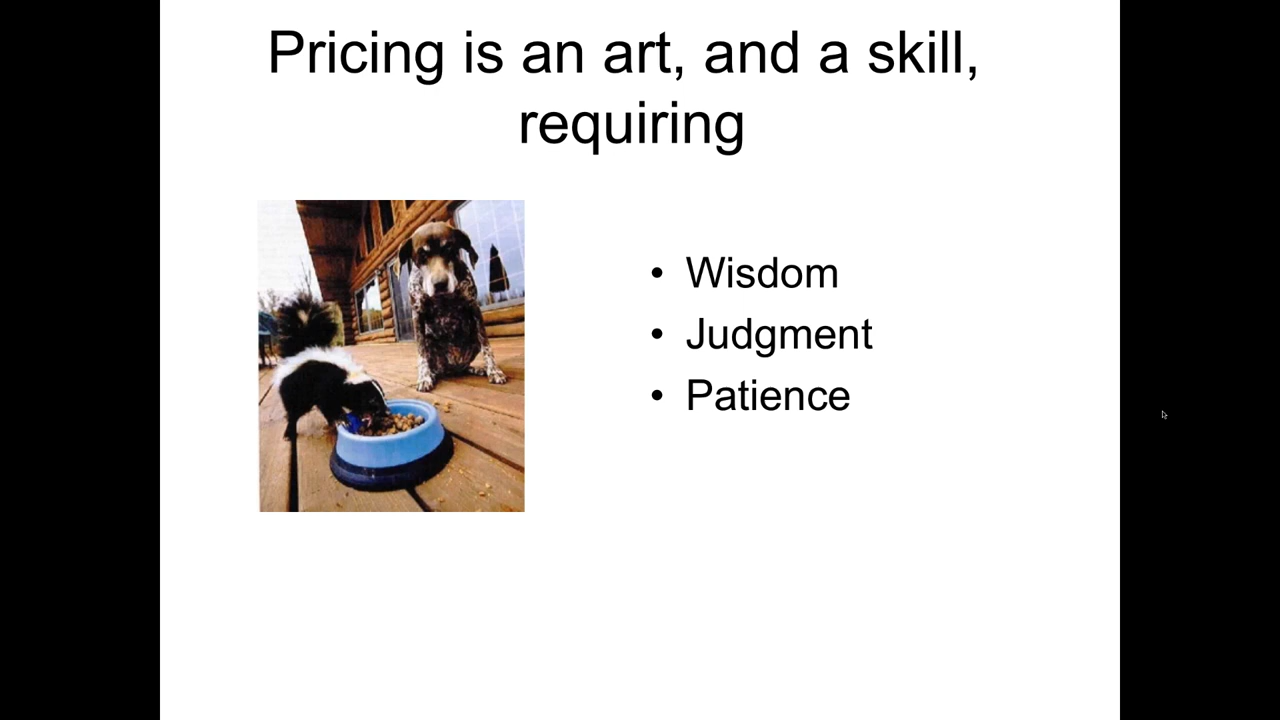 Pricing is an art, and a skill,
requiring
• Wisdom
• Judgment
• Patience